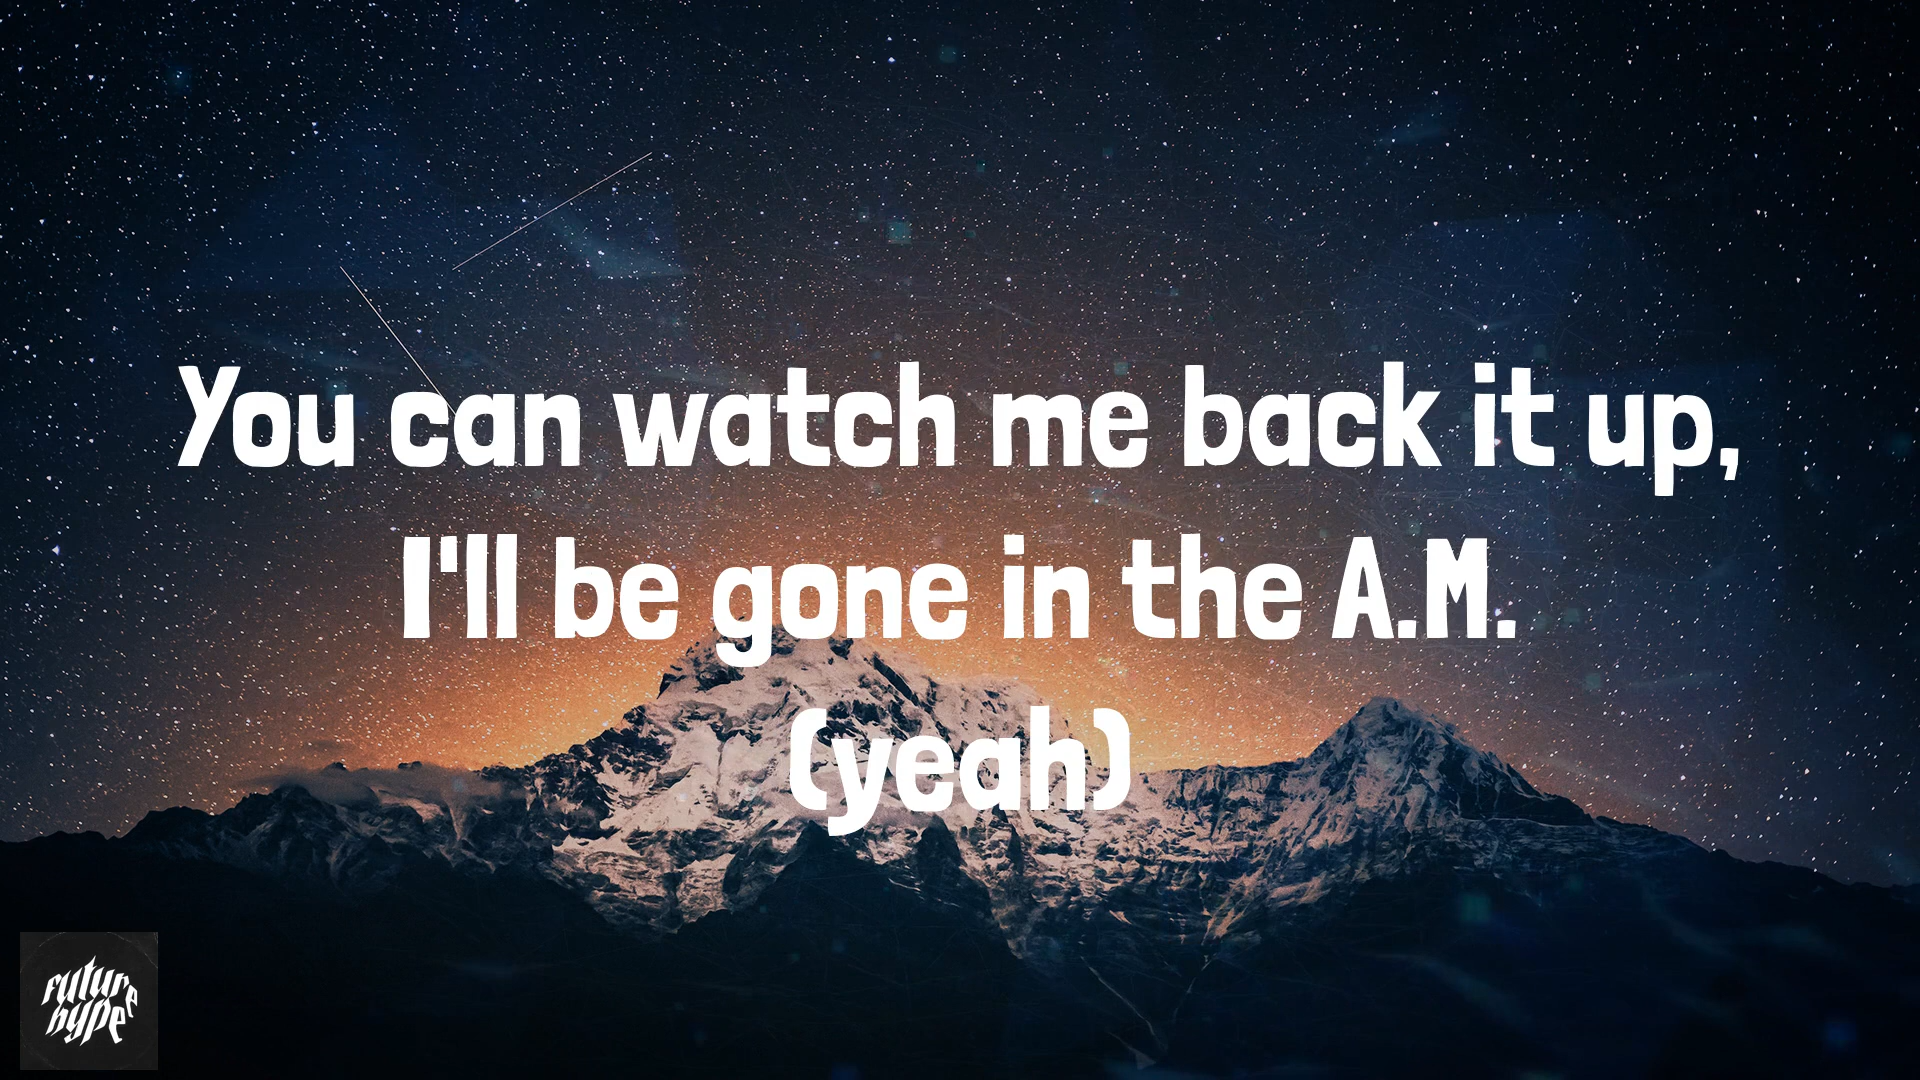 You can watch me back it up,
I'll be gone in the A.M.
(yeah)
future
hype